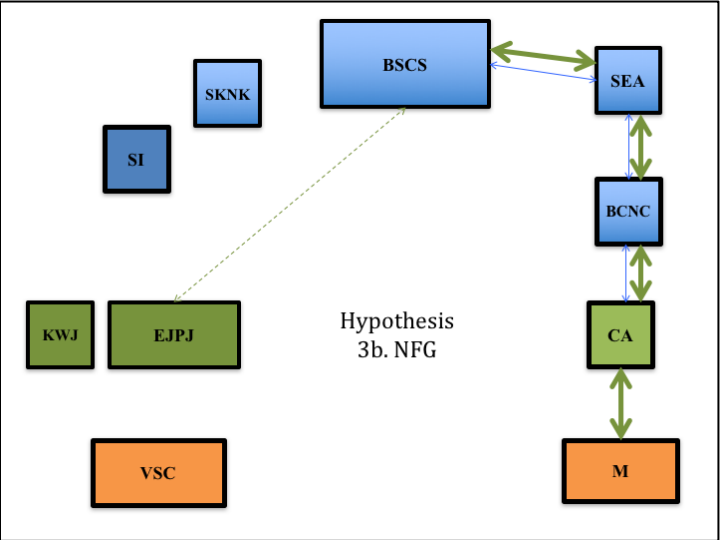 BSCS
SEA
SKNK
SI
BCNC
KWJ
EJPJ
Hypothesis
3b. NFG
CA
VSC
M